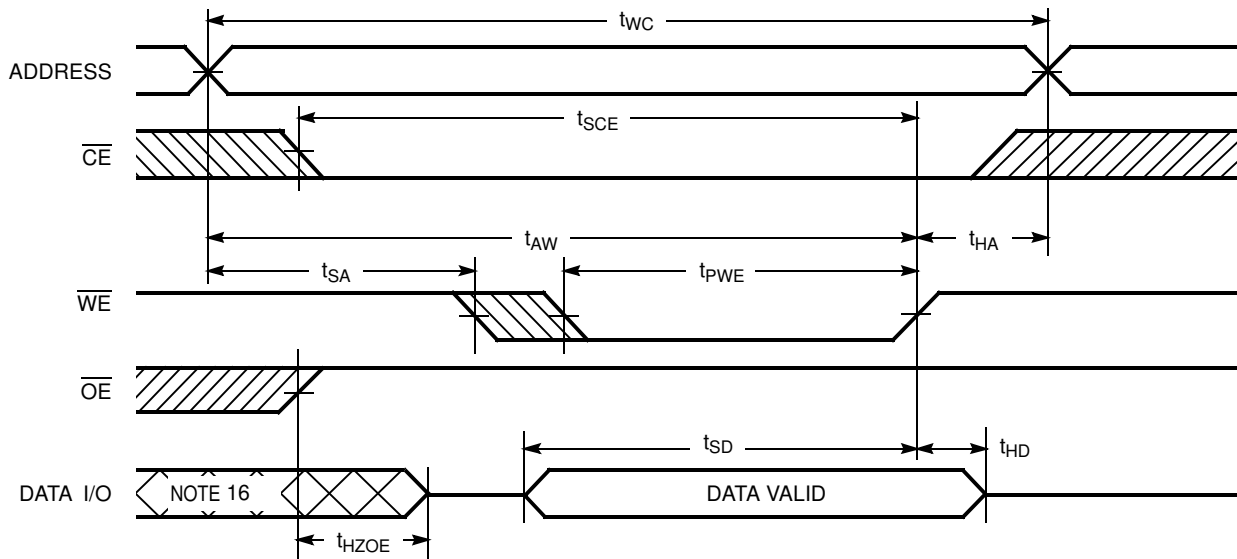 tWC
ADDRESS
tSCE
CE
tAW
tHA
tSA
tPWE
WE
OE
tSD
tHD
DATA I/O
NOTE 16
DATA VALID
tHZOE